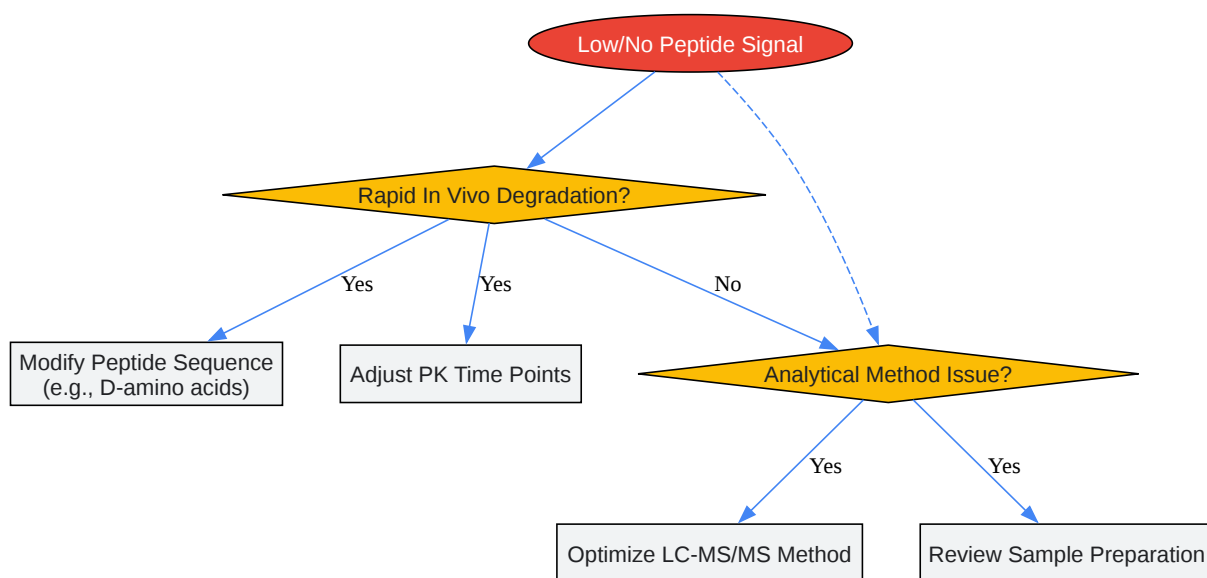 Low/No Peptide Signal
Rapid In Vivo Degradation?
Yes
Yes
No
Modify Peptide Sequence
(e.g., D-amino acids)
Adjust PK Time Points
Analytical Method Issue?
Yes
Yes
Optimize LC-MS/MS Method
Review Sample Preparation